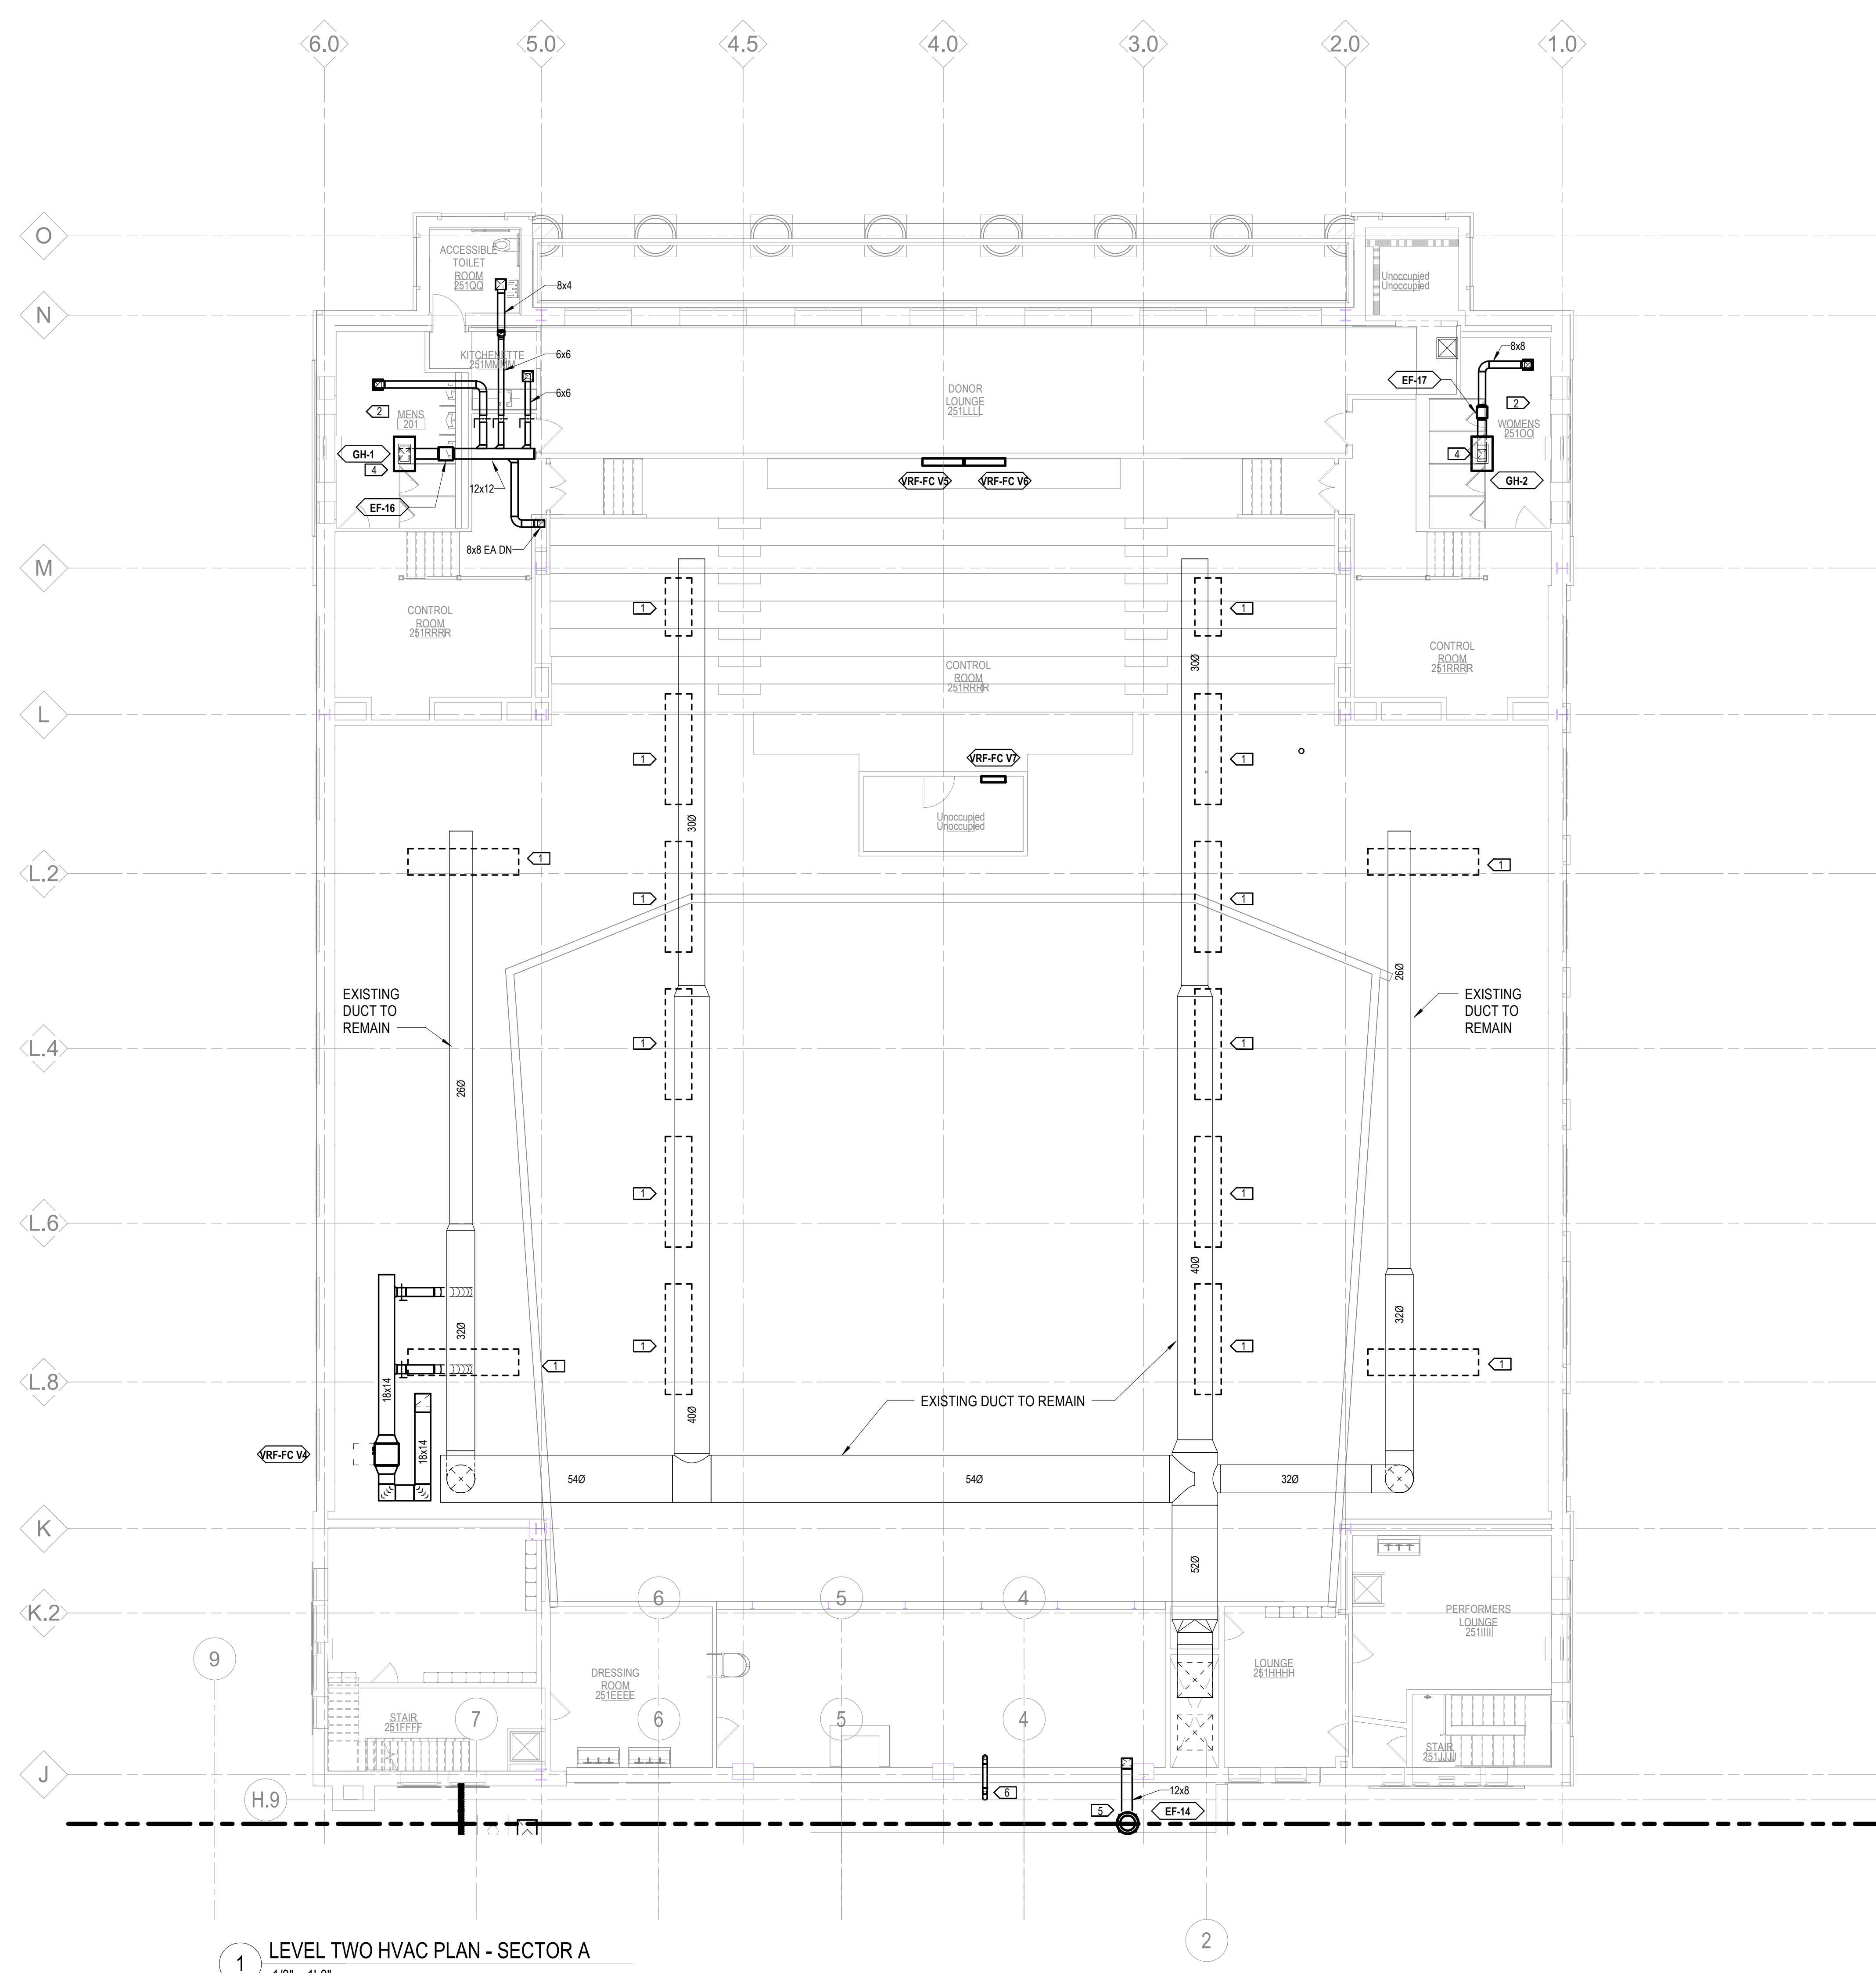 6.0
5.0
4.5
4.0
3.0
2.0
1.0
O
ACCESSIBLE
TOILET
ROOM
251QQ
Unoccupied
Unoccupied
8x4
N
KITCHENETTE
251MMMM
6x6
6x6
8x8
EF-17
2
MENS
201
DONOR
LOUNGE
251LLLL
2
WOMENS
251OO
GH-1
4
4
GH-2
VRF-FC V5
VRF-FC V6
12x12
EF-16
8x8 EA DN
M
1
1
CONTROL
ROOM
251RRRR
30Ø
CONTROL
ROOM
251RRRR
CONTROL
ROOM
251RRRR
L
1
VRF-FC V7
1
30Ø
Unoccupied
Unoccupied
1
1
L.2
1
1
26Ø
EXISTING
DUCT TO
REMAIN
EXISTING
DUCT TO
REMAIN
L.4
1
1
26Ø
1
1
L.6
40Ø
32Ø
32Ø
1
1
1
1
L.8
18x14
EXISTING DUCT TO REMAIN
40Ø
VRF-FC V4
18x14
54Ø
54Ø
32Ø
K
52Ø
6
5
4
K.2
PERFORMERS
LOUNGE
251IIII
9
DRESSING
ROOM
251EEEE
LOUNGE
251HHHH
STAIR
251FFFF
7
6
5
4
STAIR
251JJJJ
J
H.9
6
12x8
5
EF-14
2
1
LEVEL TWO HVAC PLAN - SECTOR A